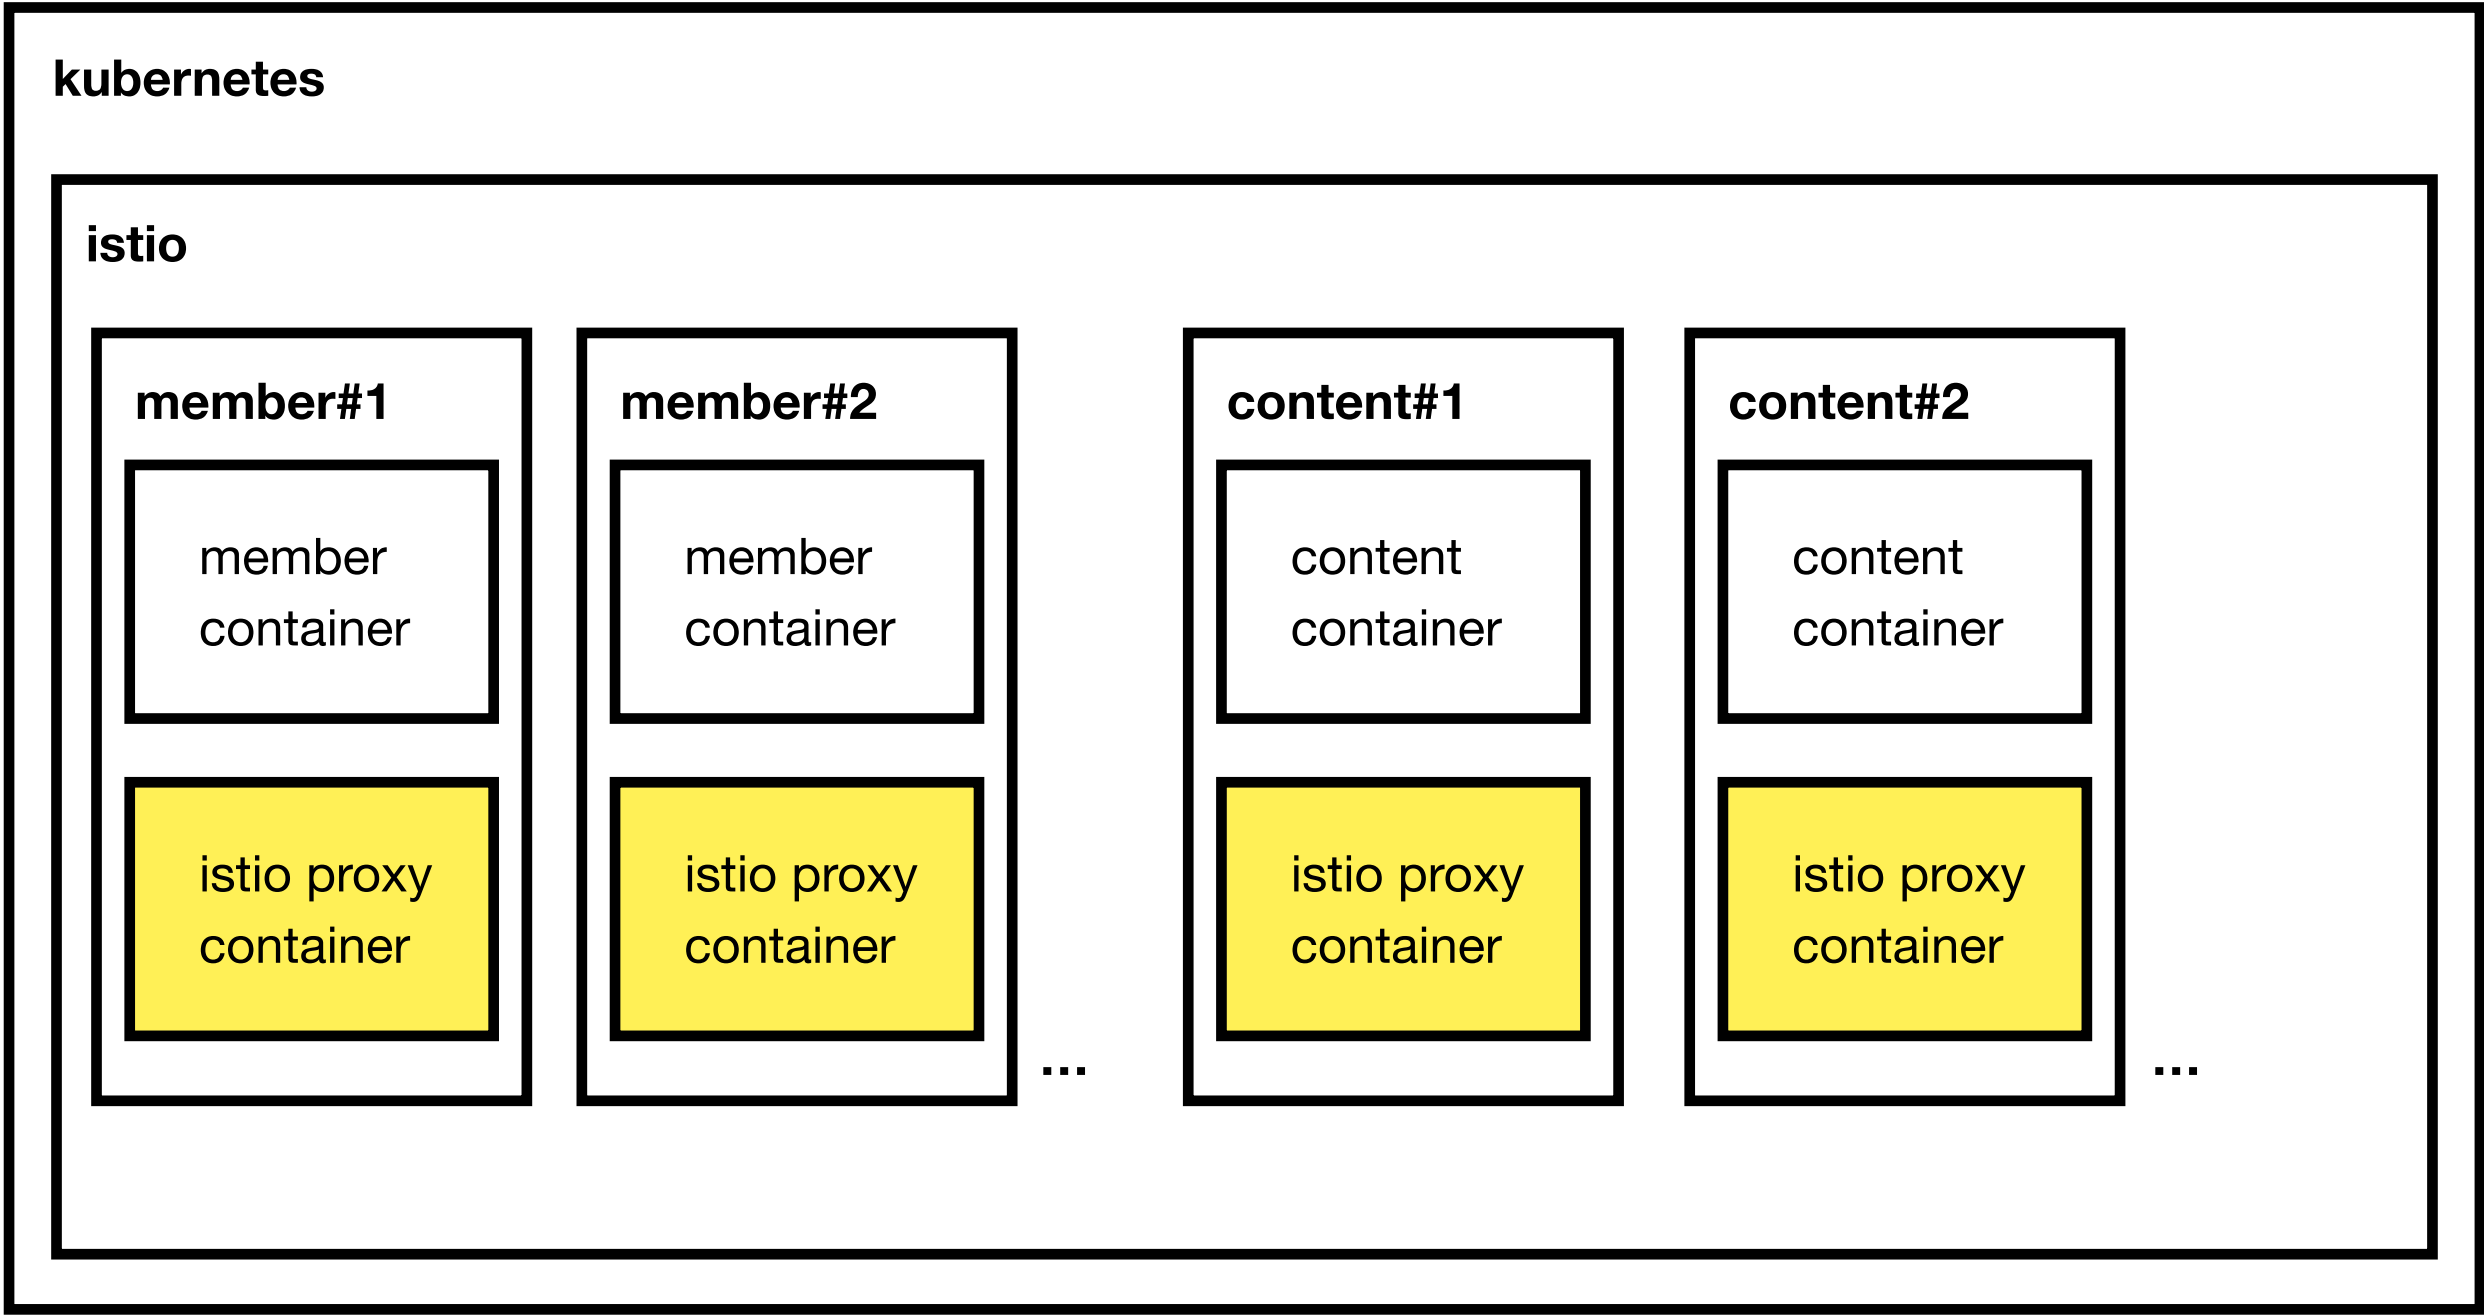 kubernetes
istio
member#1
member
container
istio proxy
container
member#2
member
container
istio proxy
container
...
content#1
content
container
istio proxy
container
content#2
content
container
istio proxy
container
...